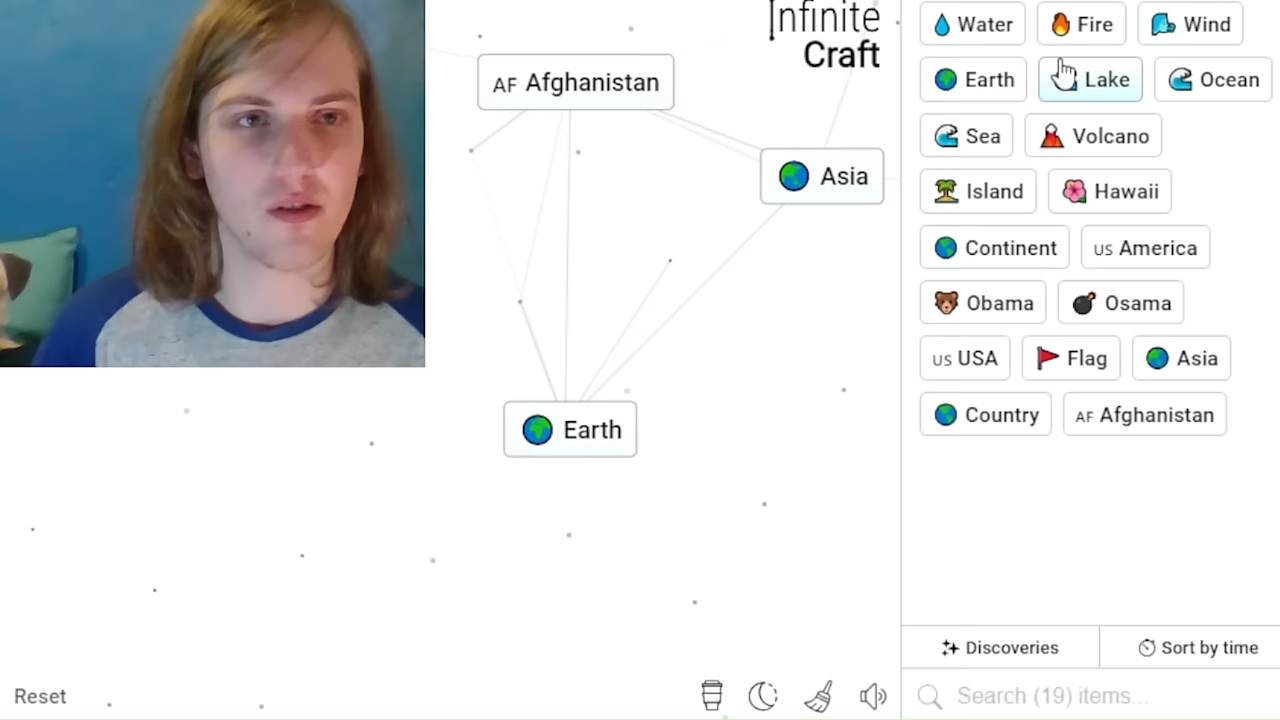 Infinite
Craft
AF Afghanistan
Asia
Earth
Water Fire Wind
Earth Lake Ocean
Sea Volcano
Island Hawaii
Continent US America
Obama Osama
US USA Flag Asia
Country AF Afghanistan
Discoveries Sort by time
Reset Search (19) items...